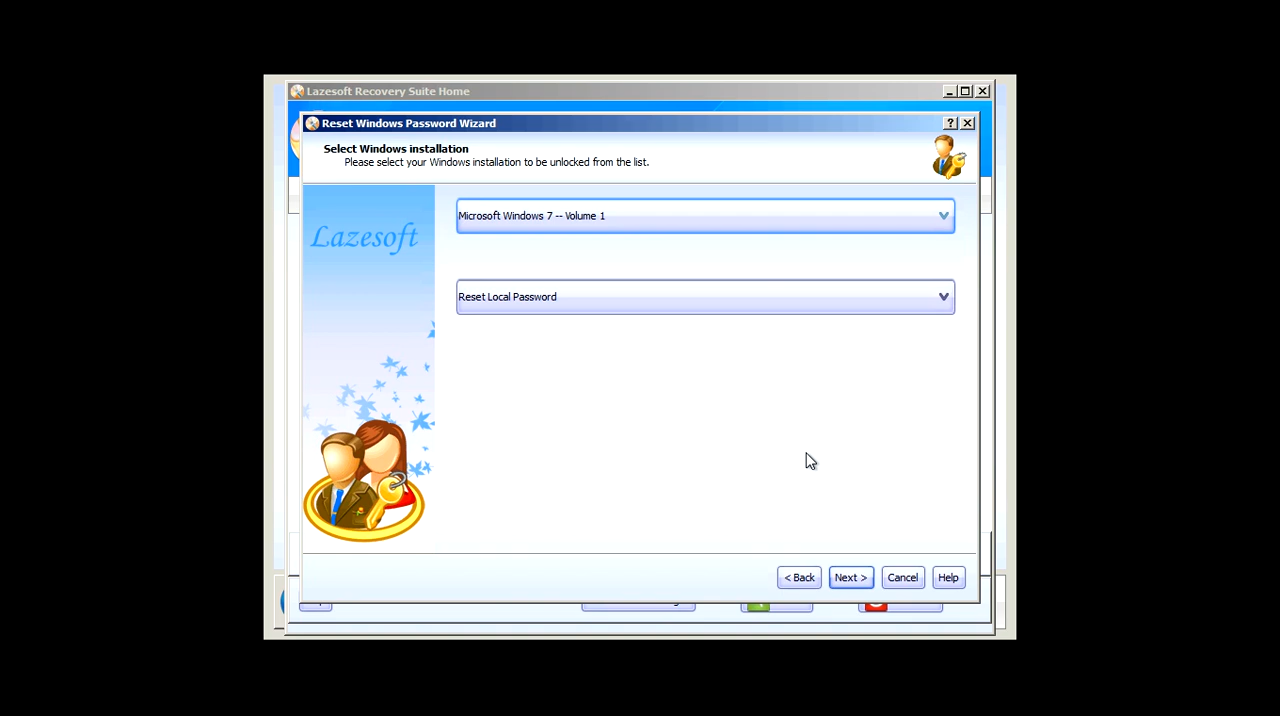 Lazesoft Recovery Suite Home
Reset Windows Password Wizard
Select Windows installation
Please select your Windows installation to be unlocked from the list.
Lazesoft
Microsoft Windows 7 -- Volume 1
Reset Local Password
< Back
Next >
Cancel
Help